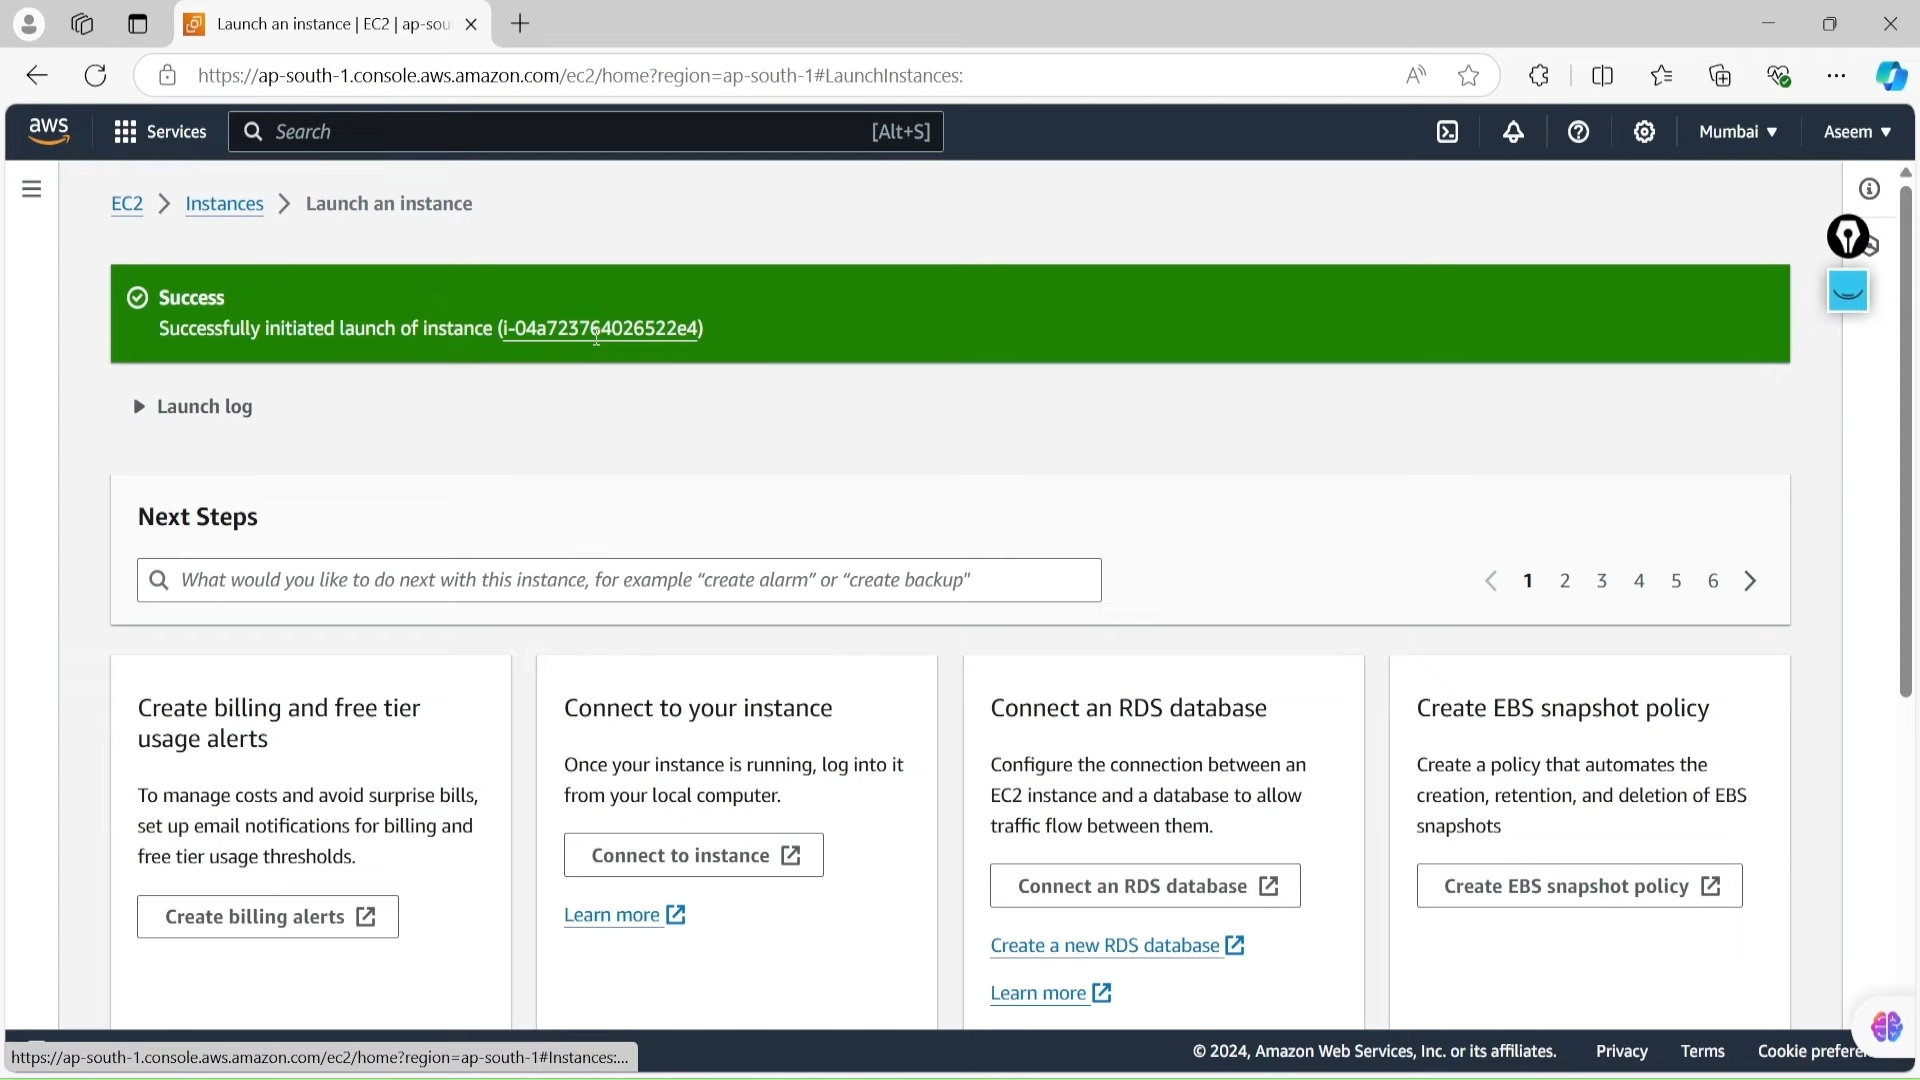 Launch an instance | EC2 | ap-sou
https://ap-south-1.console.aws.amazon.com/ec2/home?region=ap-south-1#LaunchInstances:
aws
Services
Search
[Alt+S]
Mumbai
Aseem
EC2
Instances
Launch an instance
Success
Successfully initiated launch of instance (i-04a723764026522e4)
Launch log
Next Steps
What would you like to do next with this instance, for example “create alarm” or “create backup"
1 2 3 4 5 6
Create billing and free tier
usage alerts
To manage costs and avoid surprise bills,
set up email notifications for billing and
free tier usage thresholds.
Create billing alerts
Connect to your instance
Once your instance is running, log into it
from your local computer.
Connect to instance
Learn more
Connect an RDS database
Configure the connection between an
EC2 instance and a database to allow
traffic flow between them.
Connect an RDS database
Create a new RDS database
Learn more
Create EBS snapshot policy
Create a policy that automates the
creation, retention, and deletion of EBS
snapshots
Create EBS snapshot policy
https://ap-south-1.console.aws.amazon.com/ec2/home?region=ap-south-1#Instances:...
© 2024, Amazon Web Services, Inc. or its affiliates.
Privacy
Terms
Cookie prefere